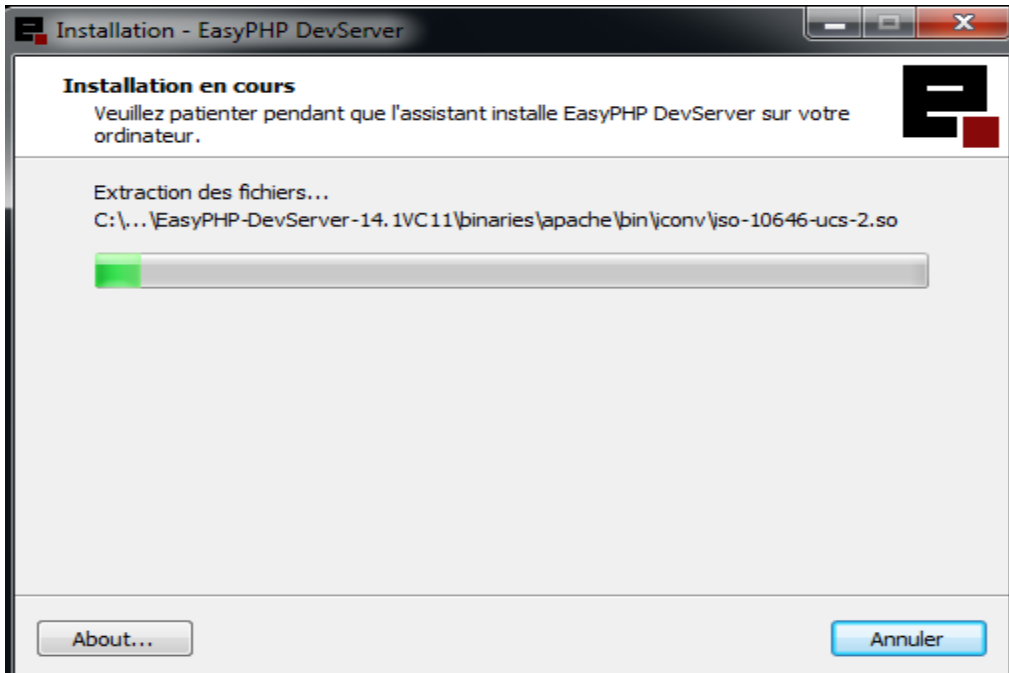 Installation - EasyPHP DevServer
Installation en cours
Veuillez patienter pendant que l'assistant installe EasyPHP DevServer sur votre
ordinateur.
Extraction des fichiers...
C:\...\EasyPHP-DevServer-14.1VC11\binaries\apache\bin\iconv\iso-10646-ucs-2.so
About...
Annuler